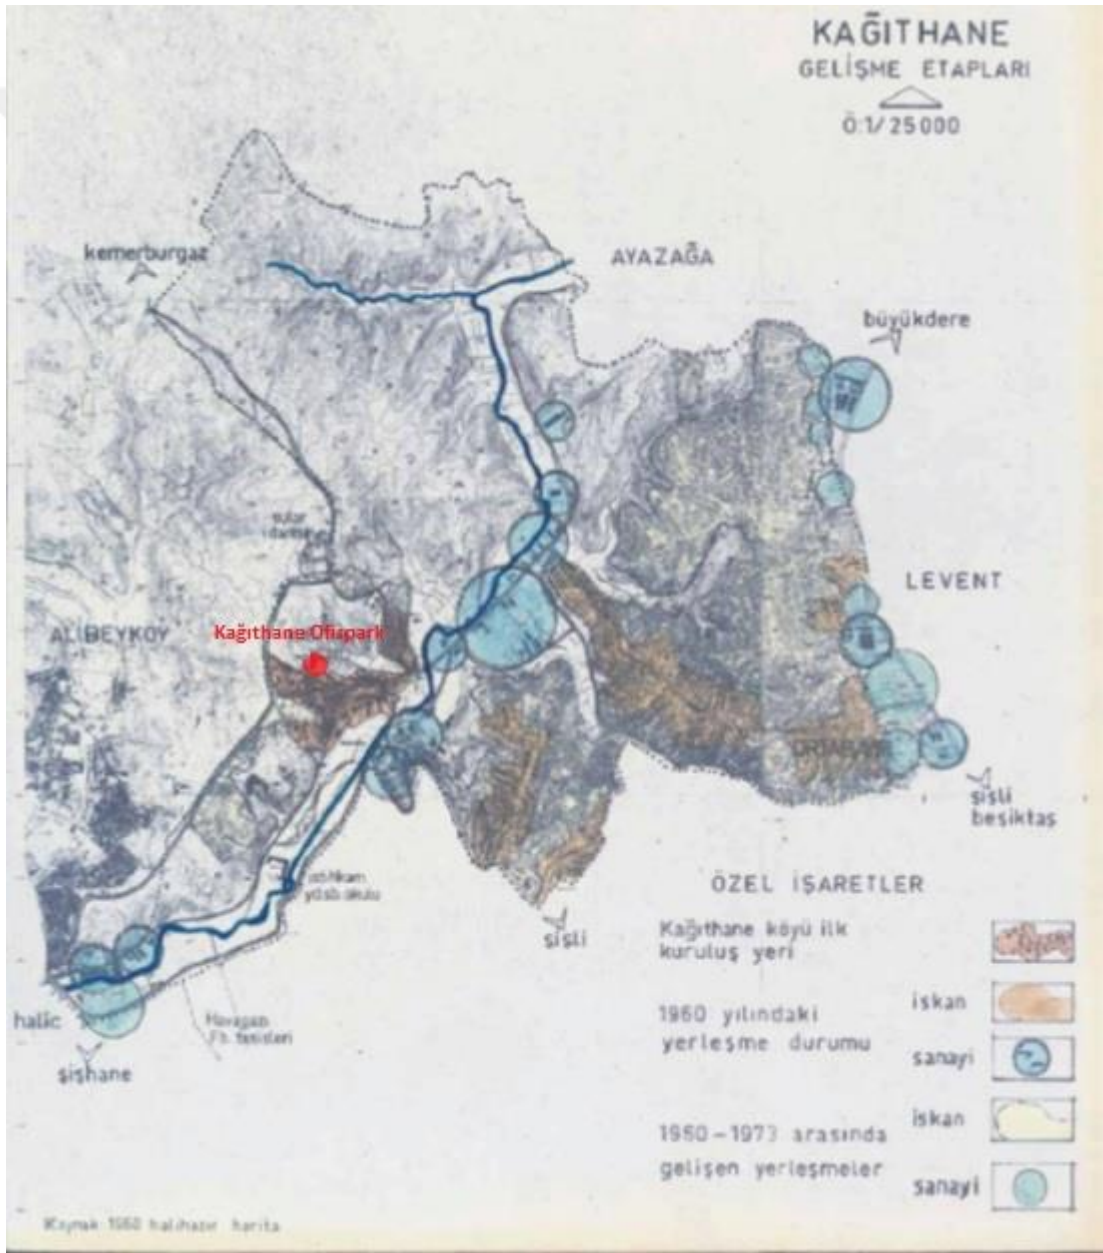 KAĞITHANE
GELİŞME ETAPLARI
Ö:1/25000
kemerburgaz
AYAZAĞA
büyükdere
LEVENT
ALİBEYKÖY
Kağıthane Ofispark
şişli
beşiktaş
şişli
haliç
şişhane
ÖZEL İŞARETLER
Kağıthane köyü ilk
kuruluş yeri
1960 yılındaki
yerleşme durumu
iskan
sanayi
1960-1973 arasında
gelişen yerleşmeler
iskan
sanayi
Kaynak 1960 halihazır harita